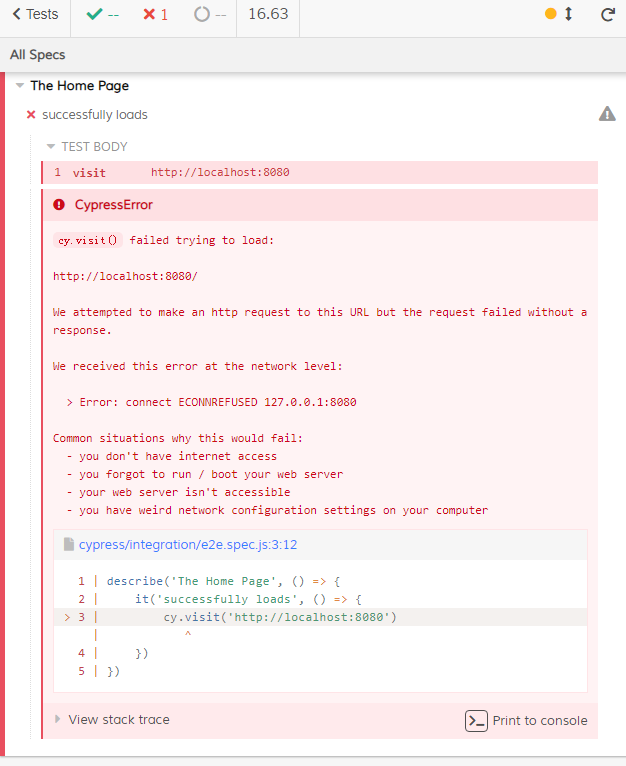 Tests -- 1 -- 16.63
All Specs
The Home Page
successfully loads
TEST BODY
1 visit http://localhost:8080
CypressError
cy.visit() failed trying to load:
http://localhost:8080/
We attempted to make an http request to this URL but the request failed without a
response.
We received this error at the network level:
> Error: connect ECONNREFUSED 127.0.0.1:8080
Common situations why this would fail:
- you don't have internet access
- you forgot to run / boot your web server
- your web server isn't accessible
- you have weird network configuration settings on your computer
cypress/integration/e2e.spec.js:3:12
1 | describe('The Home Page', () => {
2 | it('successfully loads', () => {
> 3 | cy.visit('http://localhost:8080')
| ^
4 | })
5 | })
View stack trace >_ Print to console